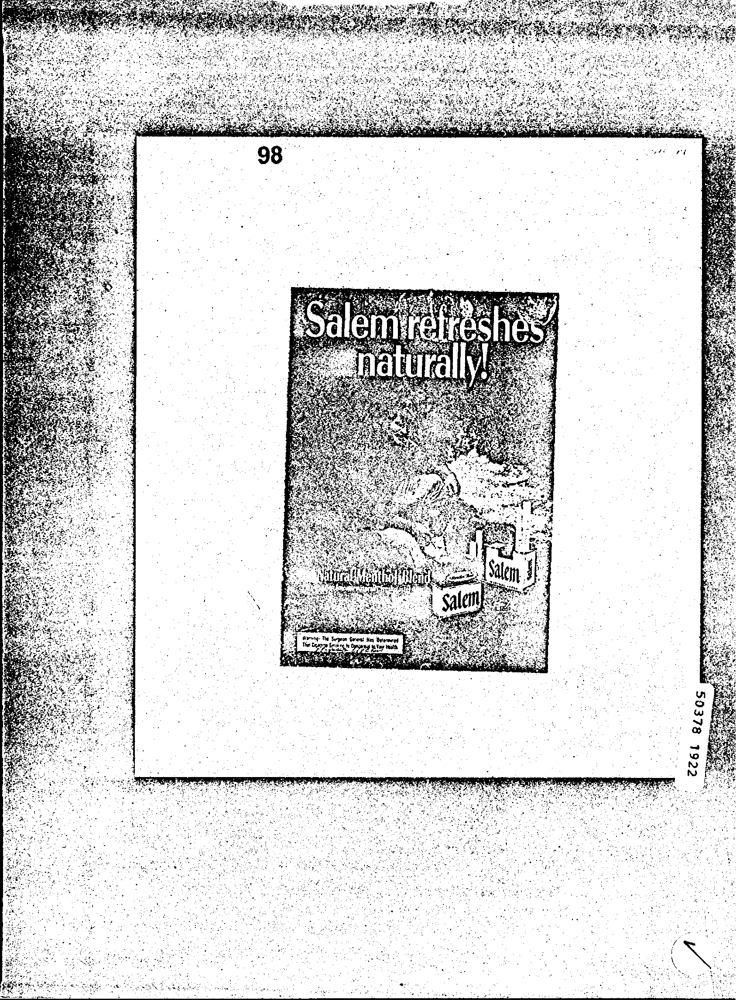 98
Salem refreshes
naturally!
Natural Menthol Blend
Salem
Salem
Warning: The Surgeon General Has Determined
That Cigarette Smoking Is Dangerous to Your Health.
50378 1922